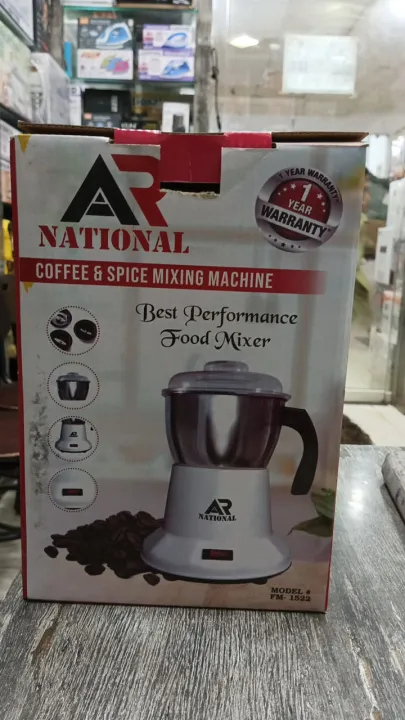 AR
NATIONAL
1 YEAR WARRANTY
1
YEAR
WARRANTY
COFFEE & SPICE MIXING MACHINE
Best Performance
Food Mixer
AR
NATIONAL
MODEL #
FM- 1522